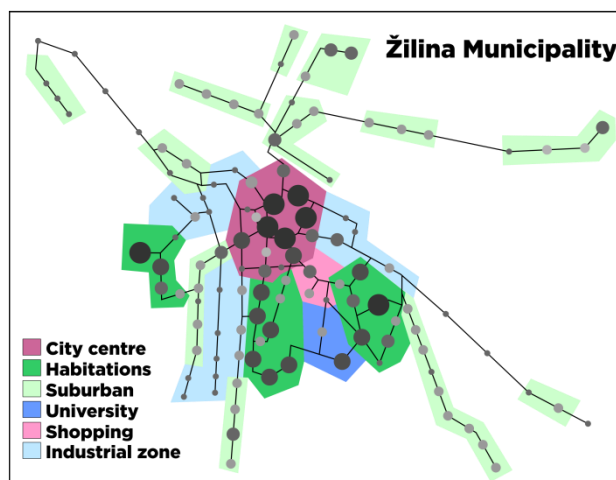 Žilina Municipality
City centre
Habitations
Suburban
University
Shopping
Industrial zone